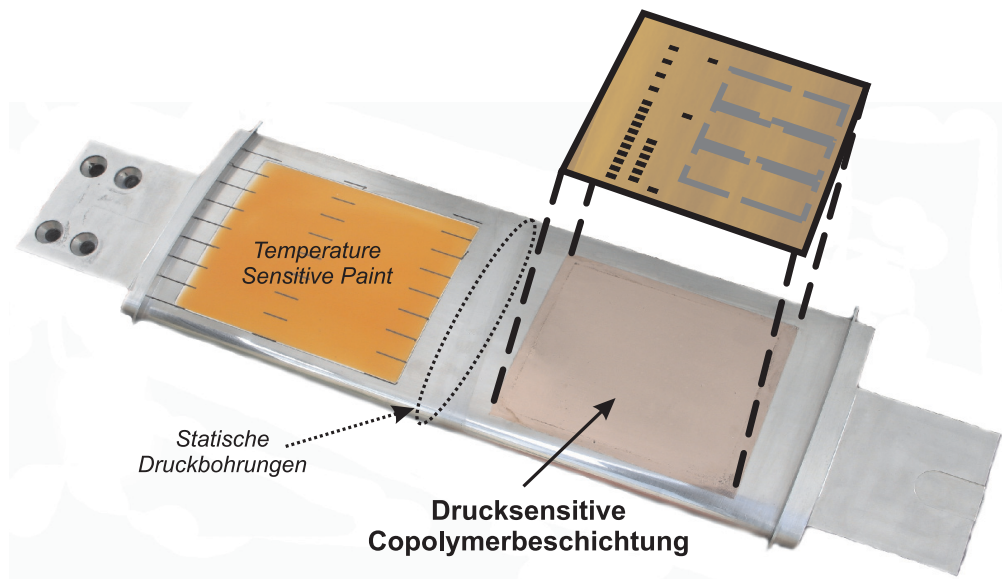 Temperature
Sensitive Paint
Statische
Druckbohrungen
Drucksensitive
Copolymerbeschichtung